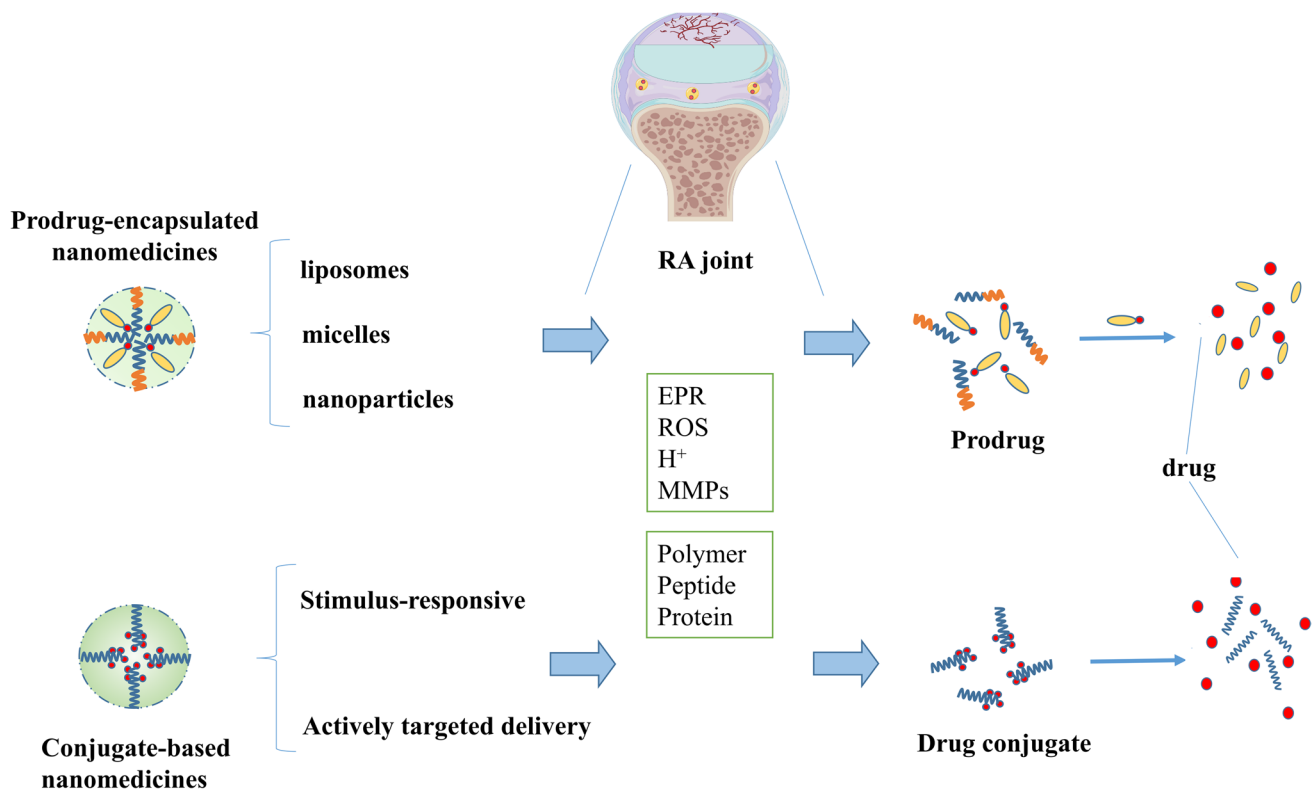 Prodrug-encapsulated
nanomedicines
liposomes
micelles
nanoparticles
RA joint
EPR
ROS
H⁺
MMPs
Prodrug
drug
Polymer
Peptide
Protein
Stimulus-responsive
Actively targeted delivery
Conjugate-based
nanomedicines
Drug conjugate